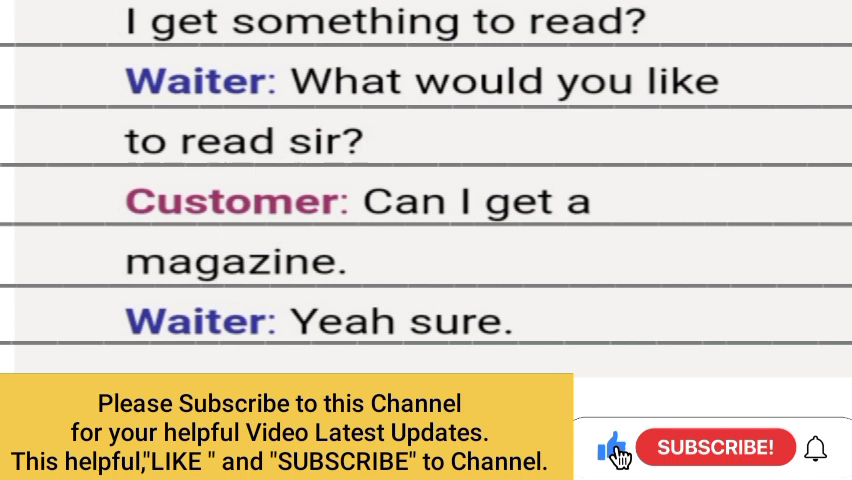 I get something to read?
Waiter: What would you like
to read sir?
Customer: Can I get a
magazine.
Waiter: Yeah sure.
Please Subscribe to this Channel
for your helpful Video Latest Updates.
This helpful,"LIKE " and "SUBSCRIBE" to Channel.
SUBSCRIBE!